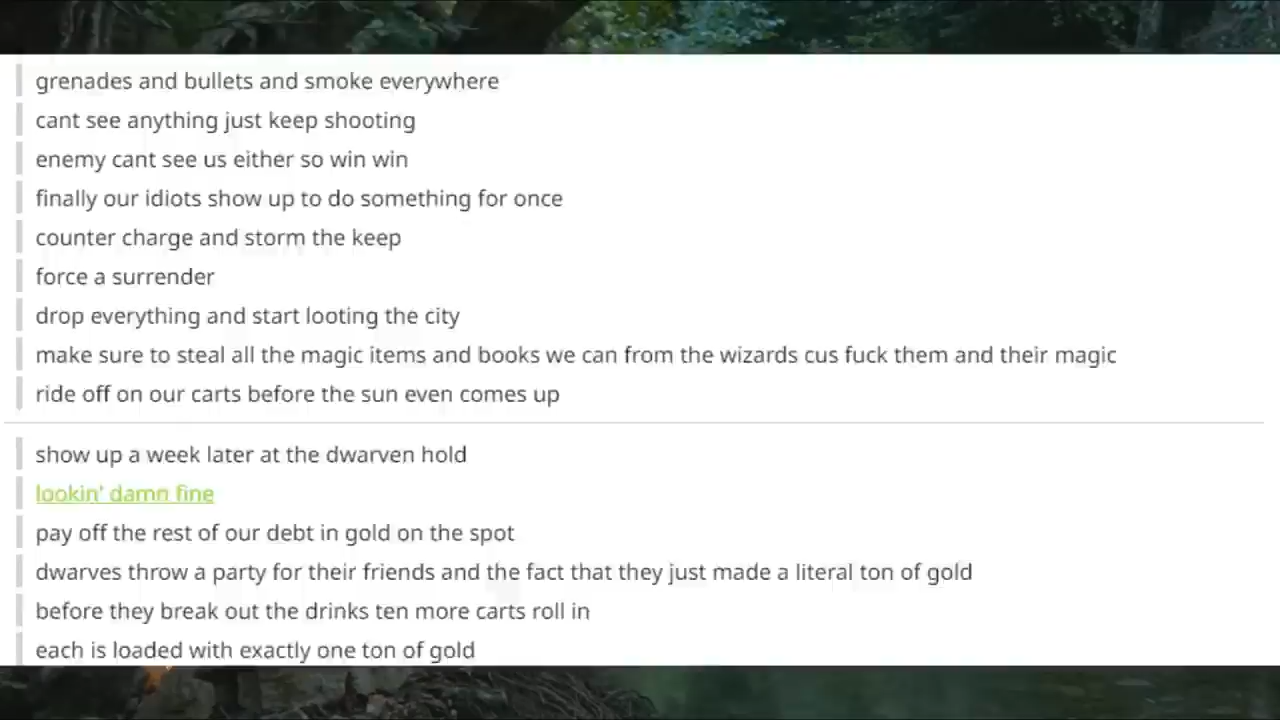 grenades and bullets and smoke everywhere
cant see anything just keep shooting
enemy cant see us either so win win
finally our idiots show up to do something for once
counter charge and storm the keep
force a surrender
drop everything and start looting the city
make sure to steal all the magic items and books we can from the wizards cus fuck them and their magic
ride off on our carts before the sun even comes up
show up a week later at the dwarven hold
lookin' damn fine
pay off the rest of our debt in gold on the spot
dwarves throw a party for their friends and the fact that they just made a literal ton of gold
before they break out the drinks ten more carts roll in
each is loaded with exactly one ton of gold